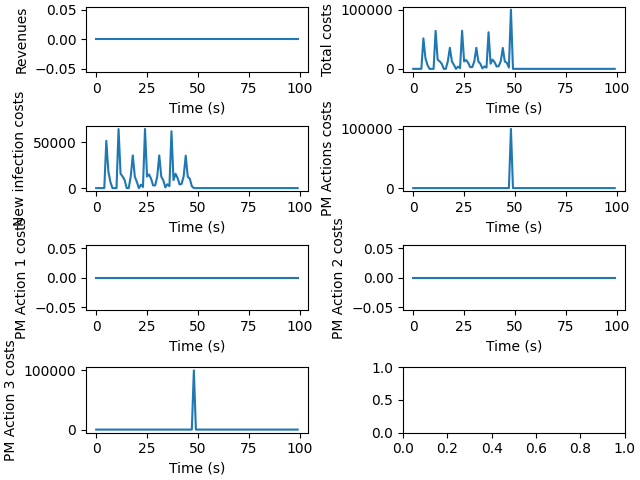 Revenues
0.05
0.00
−0.05
0 25 50 75 100
Time (s)
Total costs
100000
0
0 25 50 75 100
Time (s)
New infection costs
50000
0
0 25 50 75 100
Time (s)
PM Actions costs
100000
0
0 25 50 75 100
Time (s)
PM Action 1 costs
0.05
0.00
−0.05
0 25 50 75 100
Time (s)
PM Action 2 costs
0.05
0.00
−0.05
0 25 50 75 100
Time (s)
PM Action 3 costs
100000
0
0 25 50 75 100
Time (s)
1.0
0.5
0.0
0.0 0.2 0.4 0.6 0.8 1.0